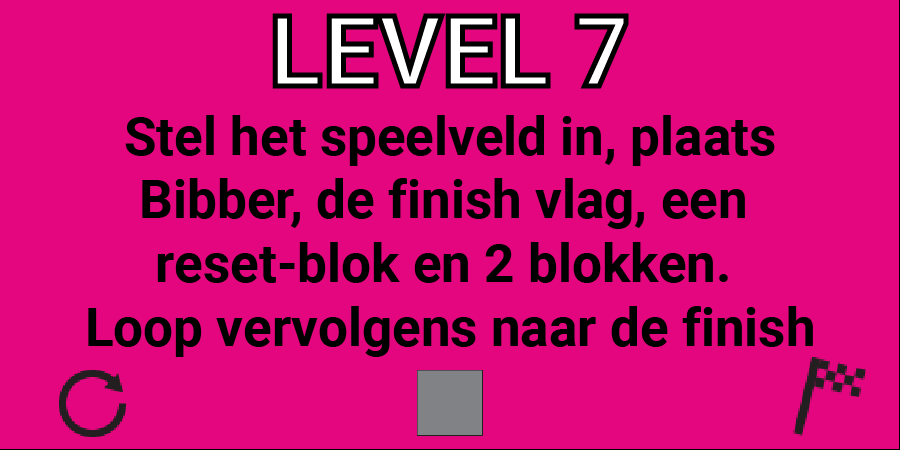 LEVEL 7
Stel het speelveld in, plaats
Bibber, de finish vlag, een
reset-blok en 2 blokken.
Loop vervolgens naar de finish